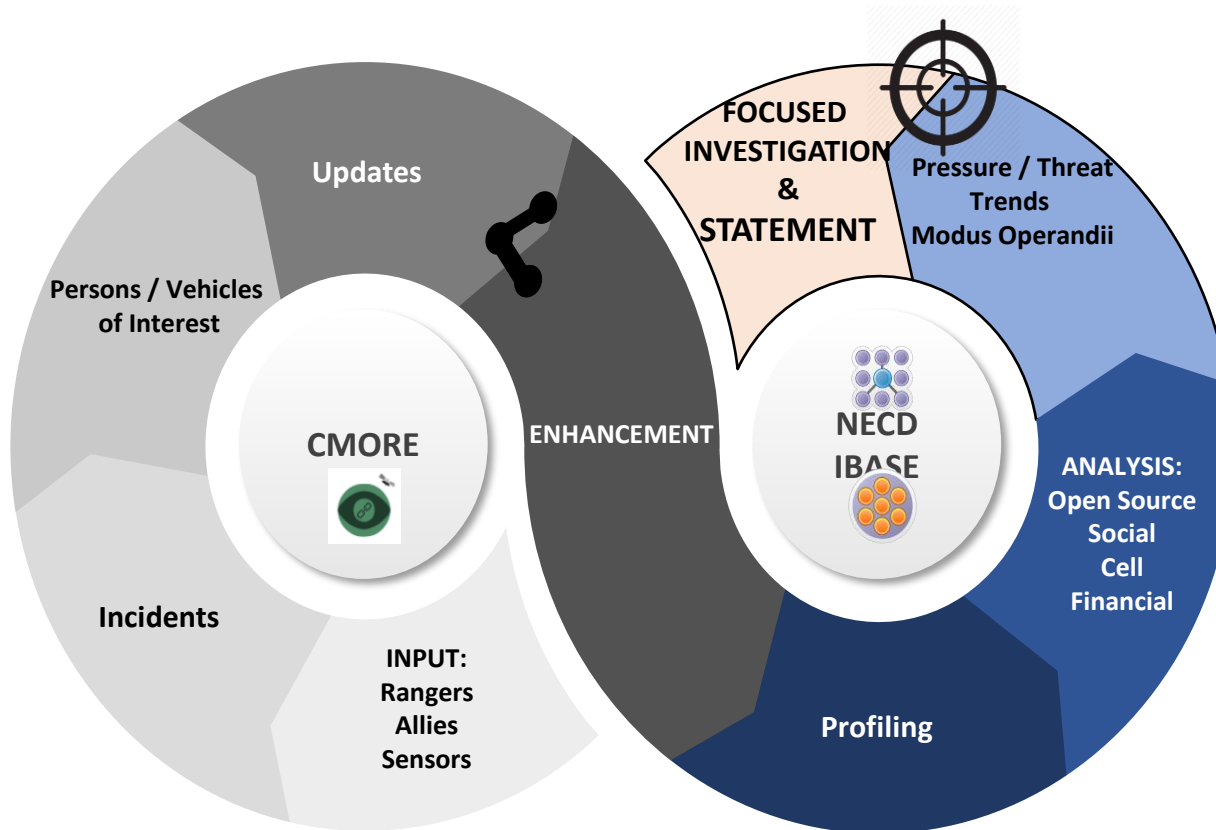 Updates
Persons / Vehicles
of Interest
CMORE
Incidents
INPUT:
Rangers
Allies
Sensors
ENHANCEMENT
FOCUSED
INVESTIGATION
&
STATEMENT
Pressure / Threat
Trends
Modus Operandii
NECD
IBASE
ANALYSIS:
Open Source
Social
Cell
Financial
Profiling